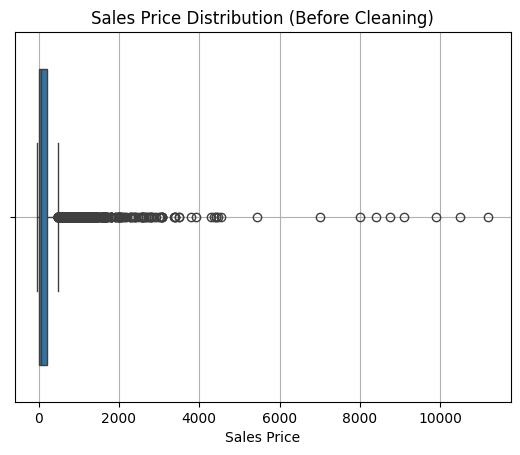 Sales Price Distribution (Before Cleaning)
0 2000 4000 6000 8000 10000
Sales Price